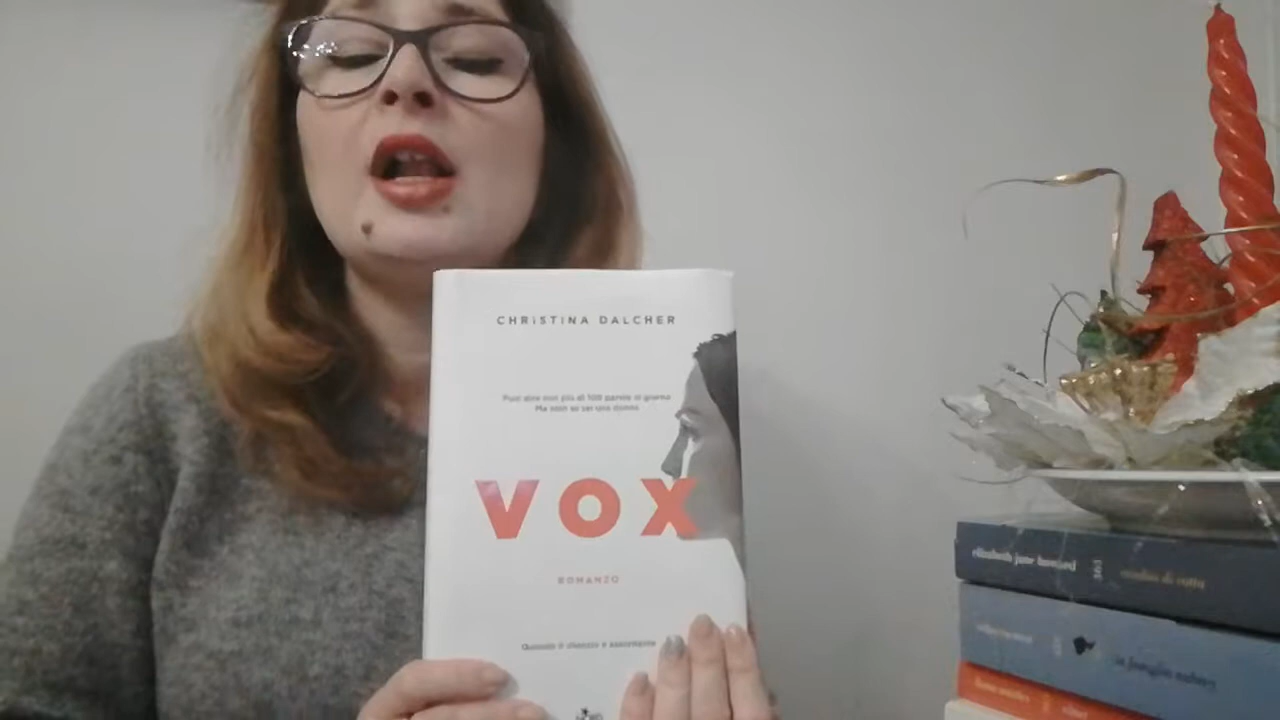 CHRISTINA DALCHER
Puoi dire non più di 100 parole al giorno
Ma solo se sei una donna
VOX
ROMANZO
Quando il silenzio è assordante
elizabeth jane howard